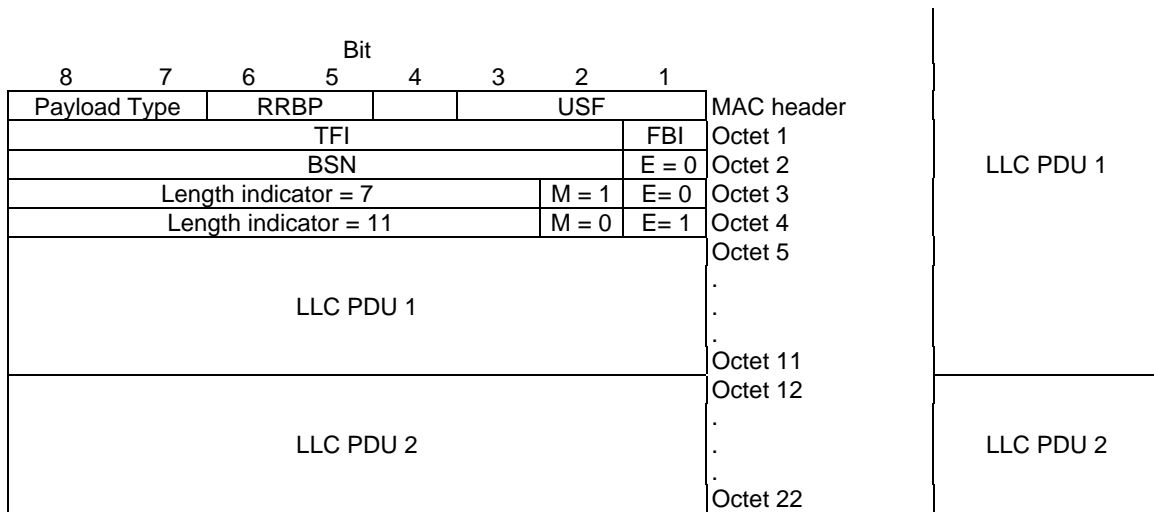 Bit
8 7 6 5 4 3 2 1
Payload Type RRBP USF MAC header
TFI FBI Octet 1
BSN E = 0 Octet 2 LLC PDU 1
Length indicator = 7 M = 1 E= 0 Octet 3
Length indicator = 11 M = 0 E= 1 Octet 4
Octet 5
.
LLC PDU 1 .
.
Octet 11
Octet 12
.
LLC PDU 2 . LLC PDU 2
.
Octet 22